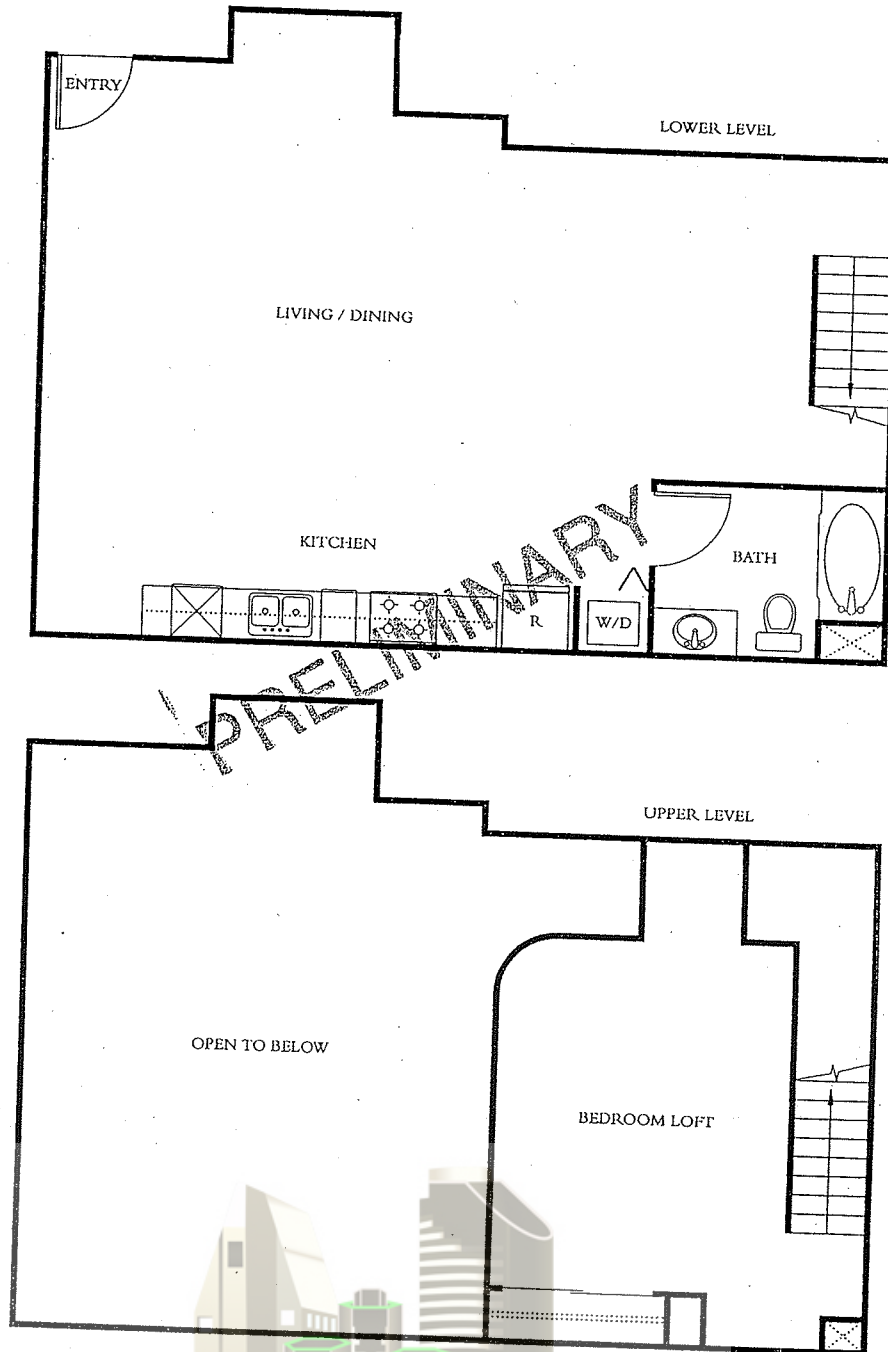 ENTRY
LOWER LEVEL
LIVING / DINING
KITCHEN
BATH
R
W/D
PRELIMINARY
UPPER LEVEL
OPEN TO BELOW
BEDROOM LOFT